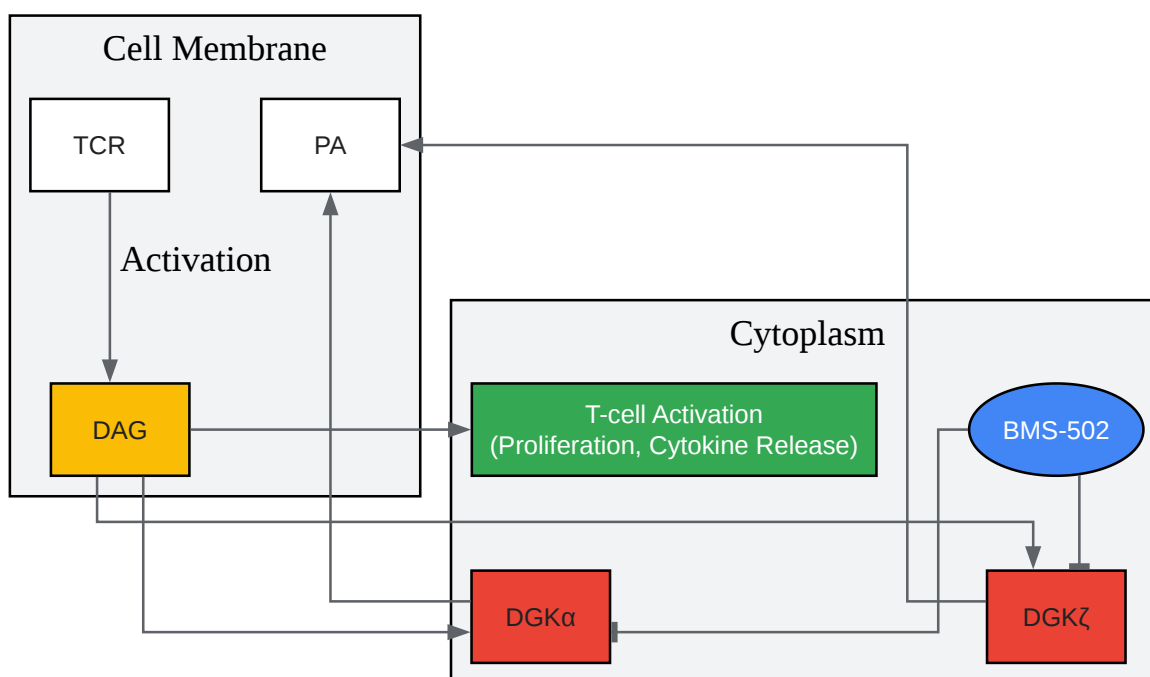 Cell Membrane
TCR
PA
Activation
Cytoplasm
DAG
T-cell Activation
(Proliferation, Cytokine Release)
BMS-502
DGKα
DGKζ